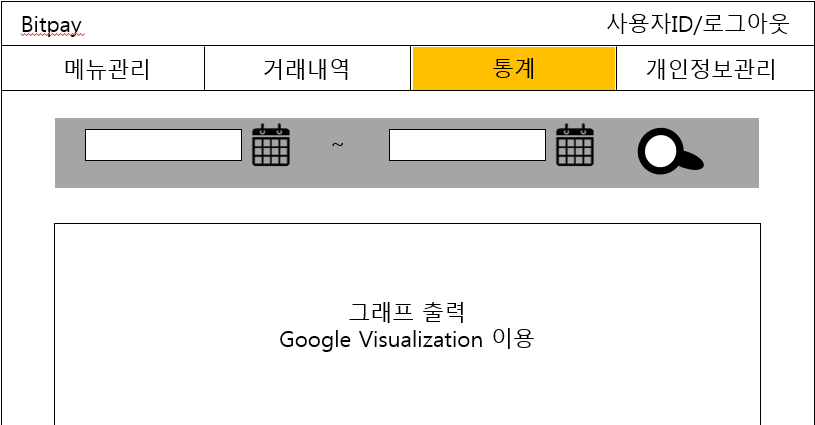 Bitpay 사용자ID/로그아웃
메뉴관리 거래내역 통계 개인정보관리
~
그래프 출력
Google Visualization 이용